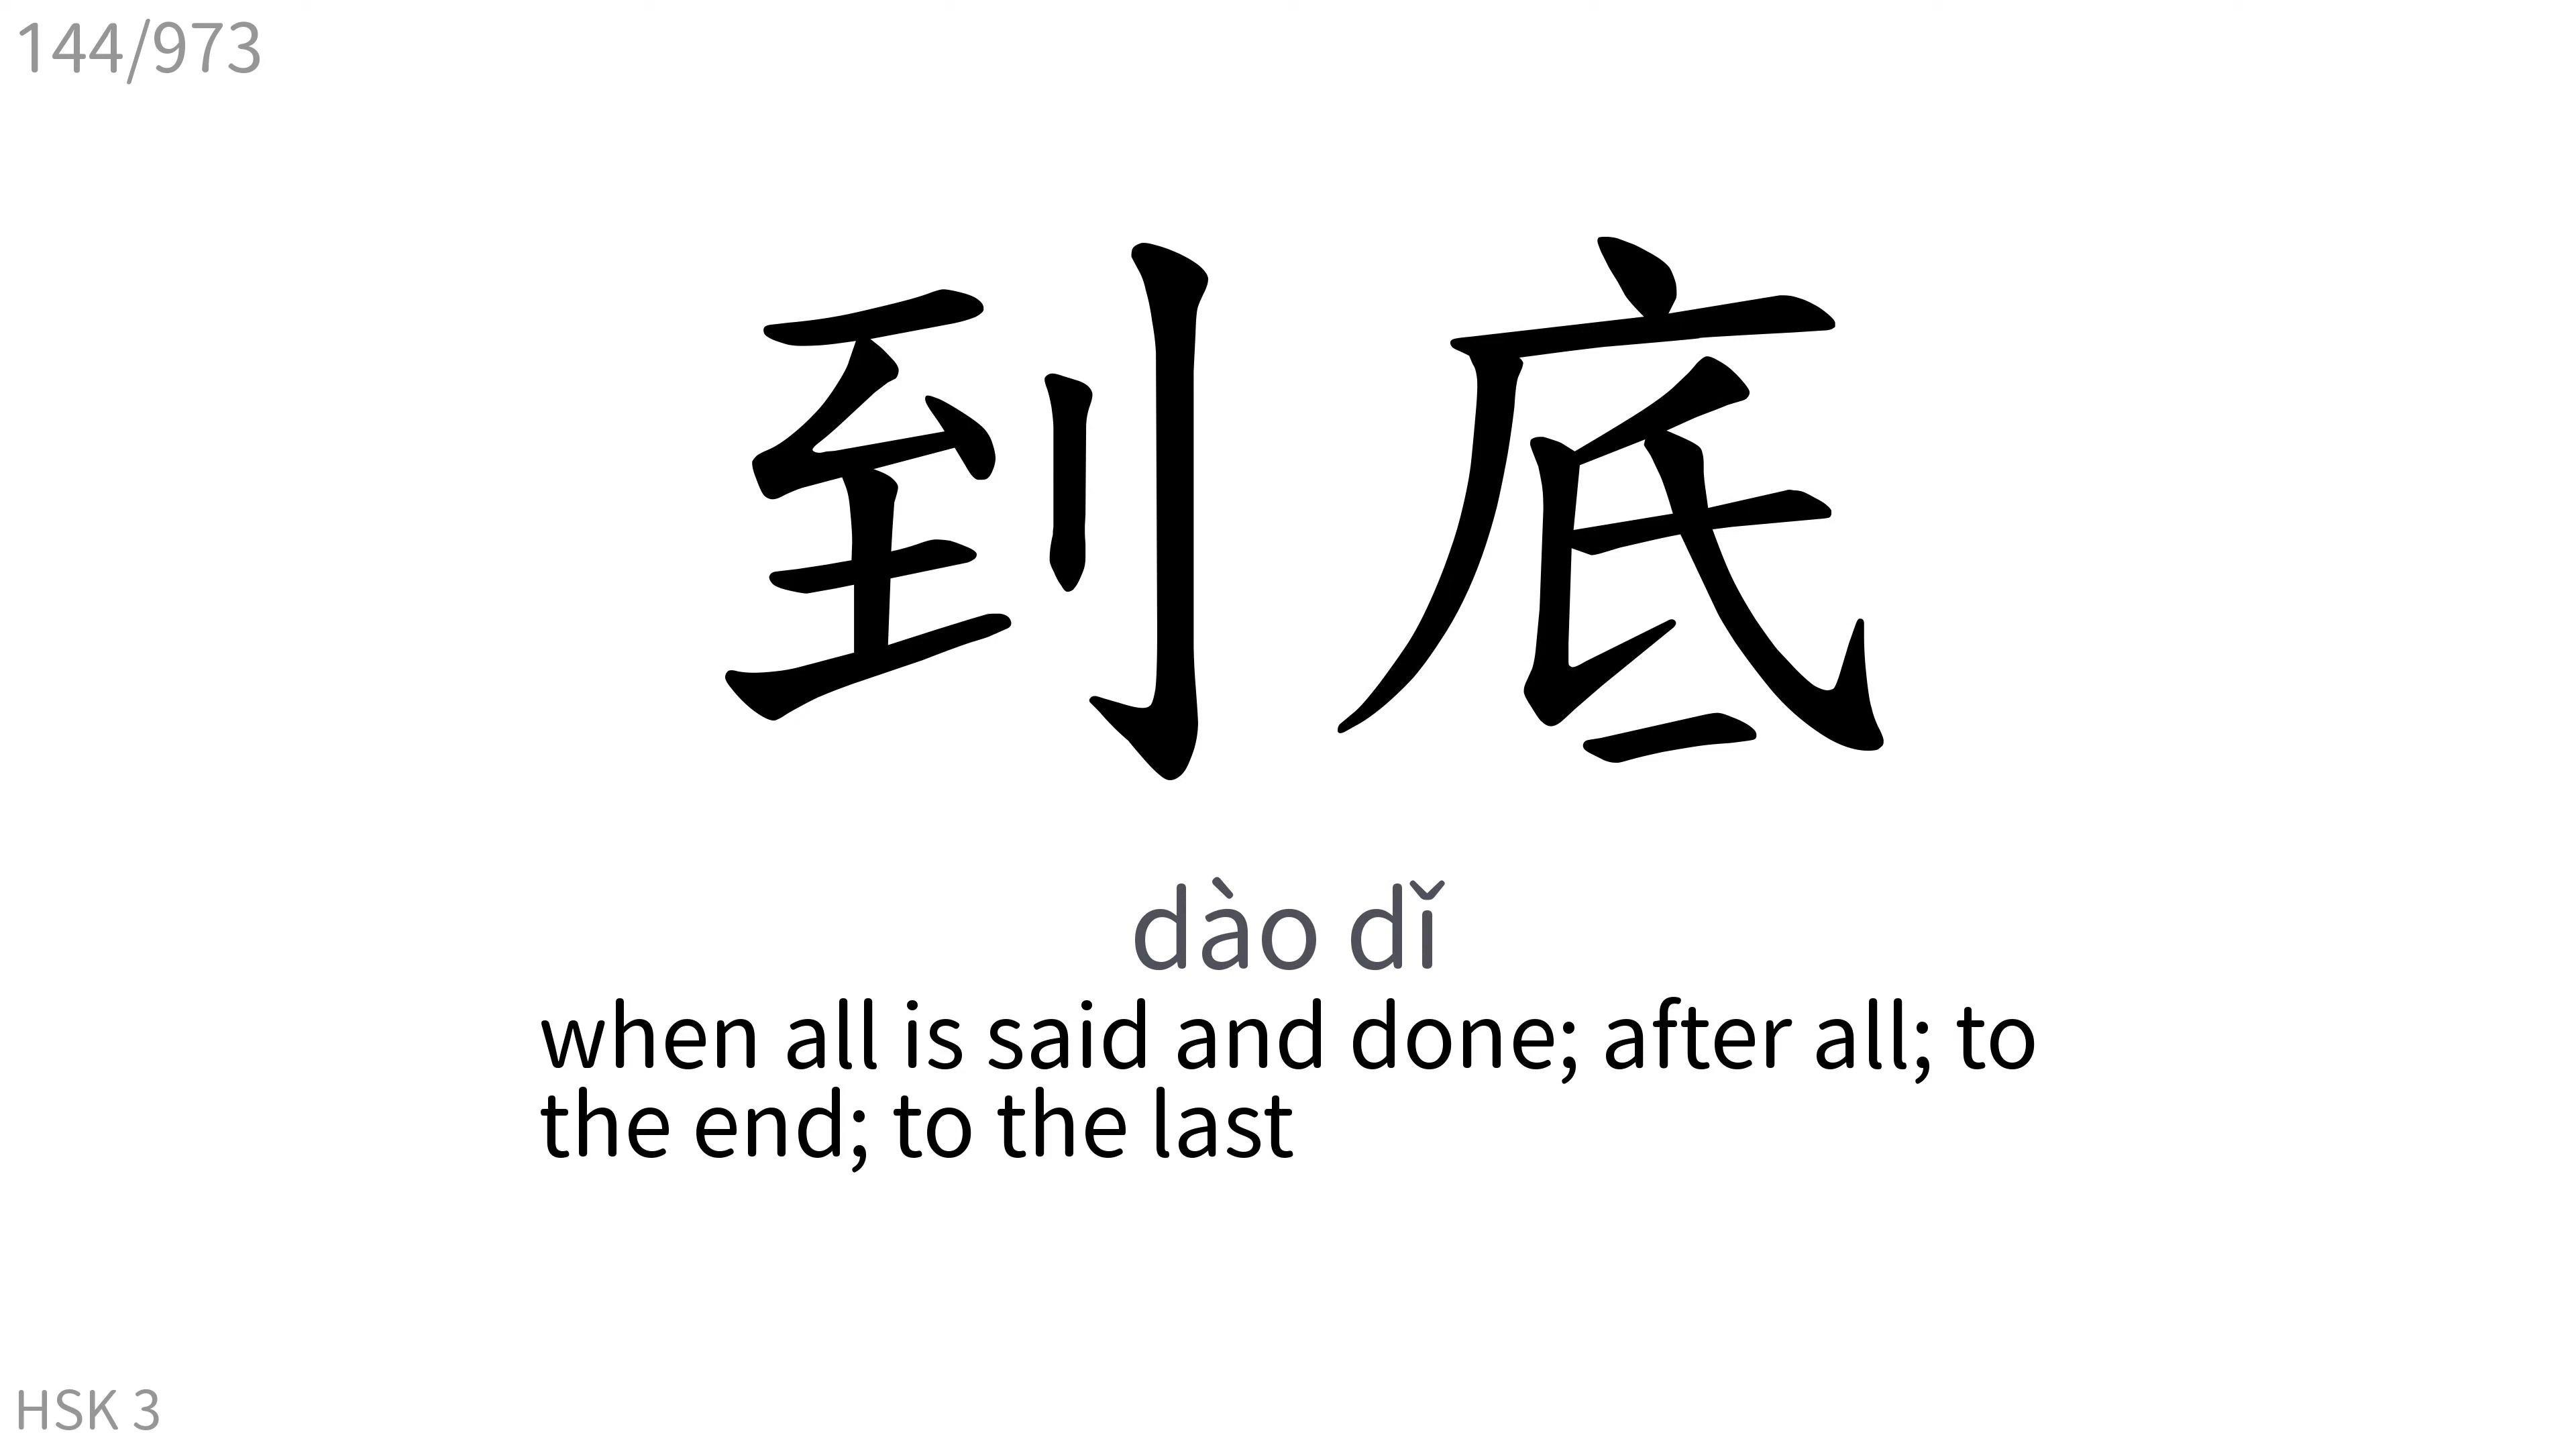 144/973
到底
dào dǐ
when all is said and done; after all; to
the end; to the last
HSK 3